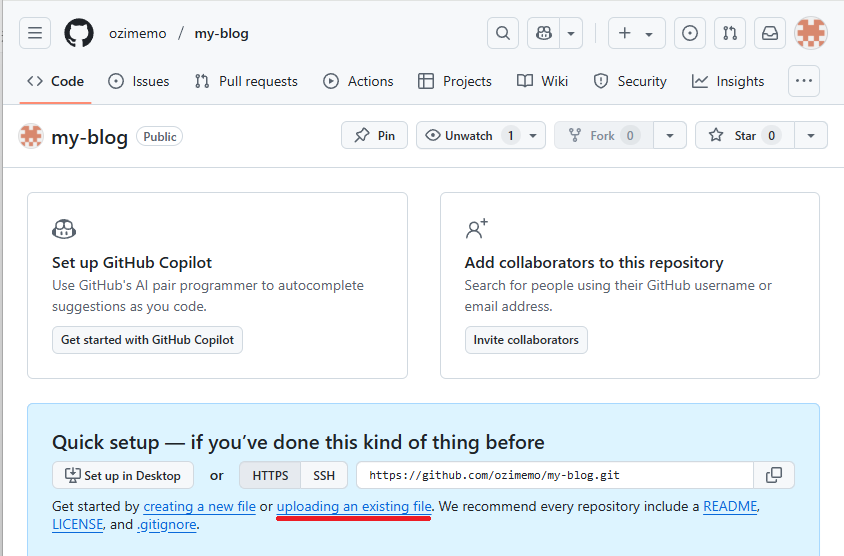 ozimemo / my-blog
Code Issues Pull requests Actions Projects Wiki Security Insights
my-blog Public Pin Unwatch 1 Fork 0 Star 0
Set up GitHub Copilot
Use GitHub's AI pair programmer to autocomplete
suggestions as you code.
Get started with GitHub Copilot
Add collaborators to this repository
Search for people using their GitHub username or
email address.
Invite collaborators
Quick setup — if you’ve done this kind of thing before
Set up in Desktop or HTTPS SSH https://github.com/ozimemo/my-blog.git
Get started by creating a new file or uploading an existing file. We recommend every repository include a README,
LICENSE, and .gitignore.